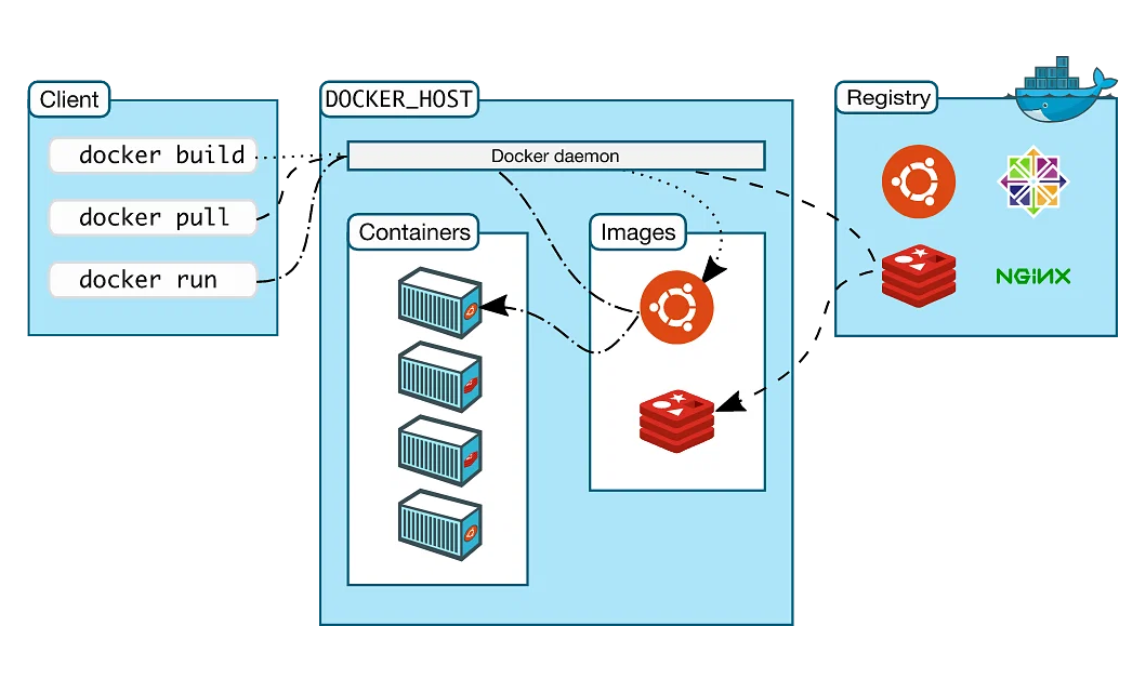 Client
docker build
docker pull
docker run
DOCKER_HOST
Docker daemon
Containers
Images
Registry
NGINX